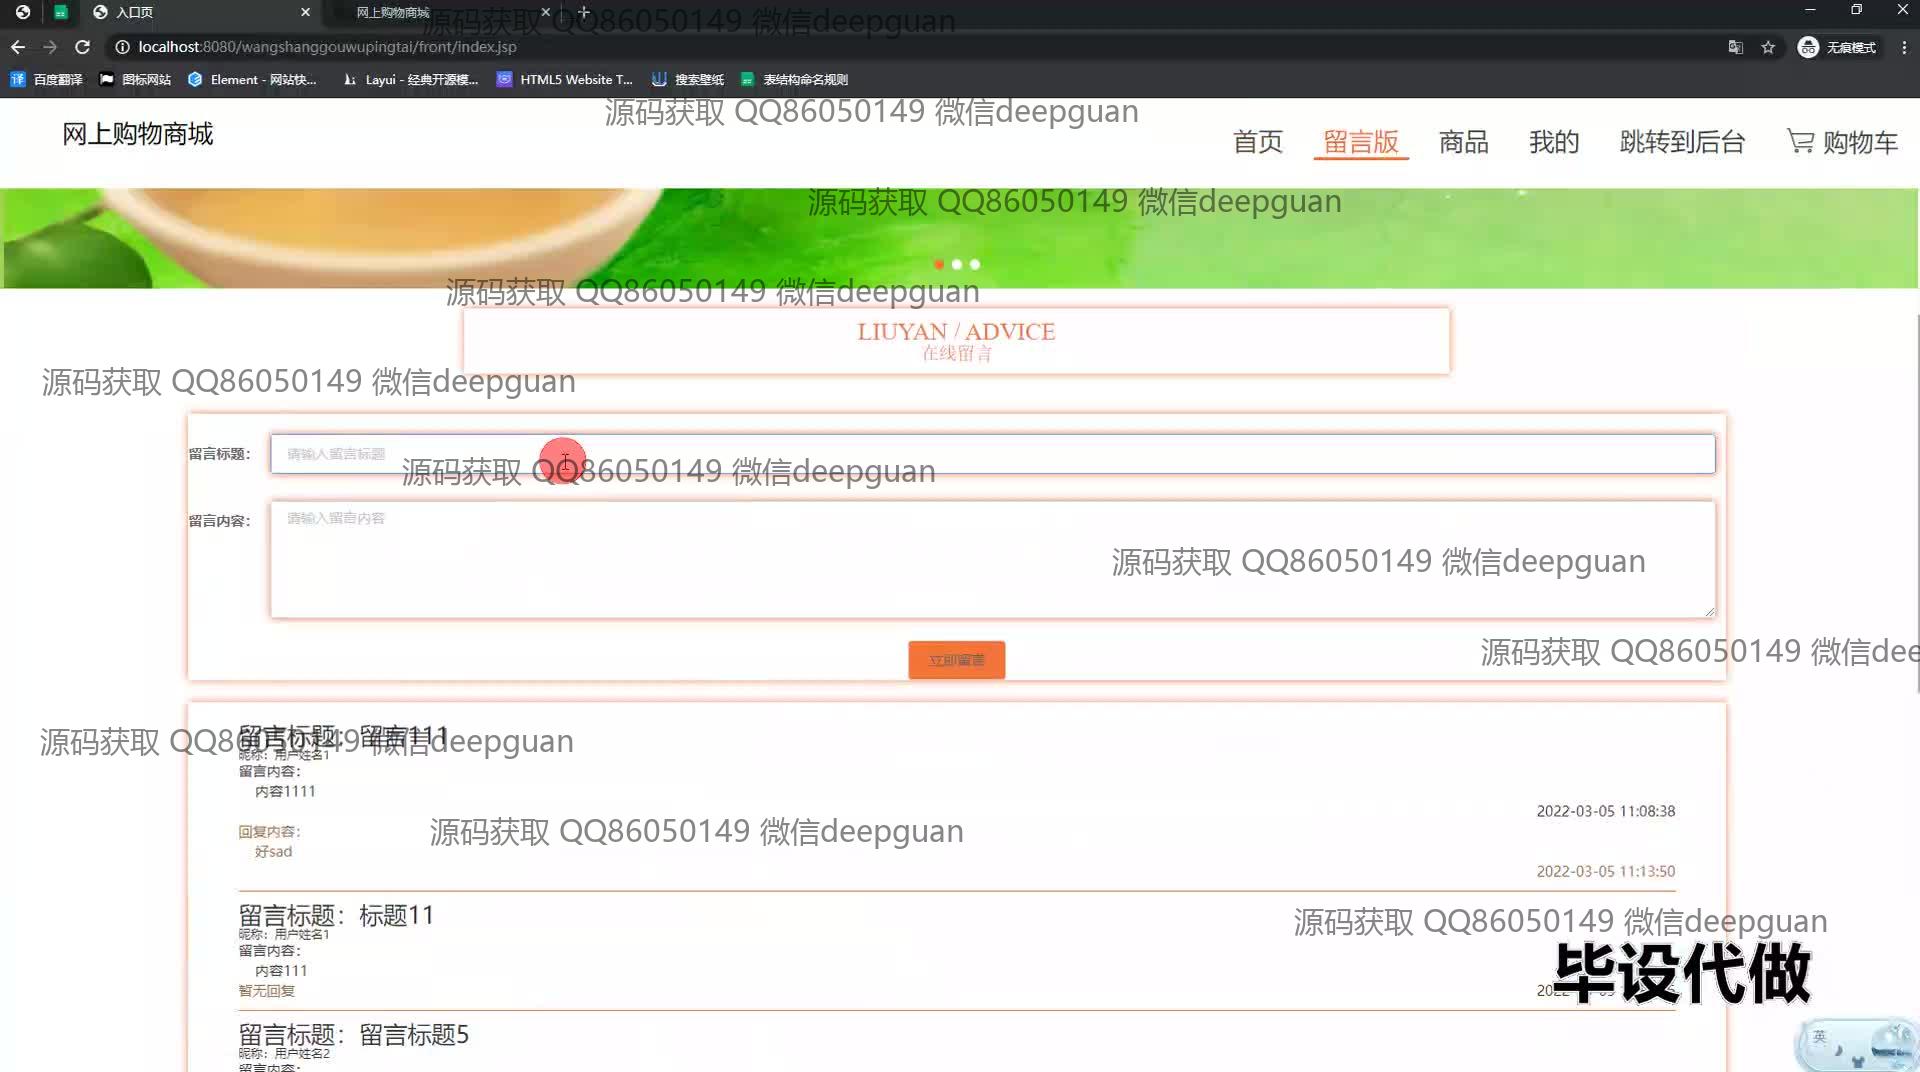 入口页
网上购物商城
源码获取 QQ86050149 微信deepguan
localhost:8080/wangshanggouwupingtai/front/index.jsp
无痕模式
译 百度翻译
图标网站
Element - 网站快...
Layui - 经典开源模...
HTML5 Website T...
搜索壁纸
表结构命名规则
源码获取 QQ86050149 微信deepguan
网上购物商城
首页
留言版
商品
我的
跳转到后台
购物车
源码获取 QQ86050149 微信deepguan
源码获取 QQ86050149 微信deepguan
LIUYAN / ADVICE
在线留言
源码获取 QQ86050149 微信deepguan
留言标题：
请输入留言标题
源码获取 QQ86050149 微信deepguan
留言内容：
请输入留言内容
源码获取 QQ86050149 微信deepguan
立即留言
源码获取 QQ86050149 微信dee
留言标题：留言111
源码获取 QQ86050149 微信deepguan
昵称：用户姓名1
留言内容：
内容1111
2022-03-05 11:08:38
回复内容：
源码获取 QQ86050149 微信deepguan
好sad
2022-03-05 11:13:50
留言标题：标题11
源码获取 QQ86050149 微信deepguan
昵称：用户姓名1
留言内容：
内容111
毕设代做
暂无回复
留言标题：留言标题5
英
昵称：用户姓名2
留言内容：